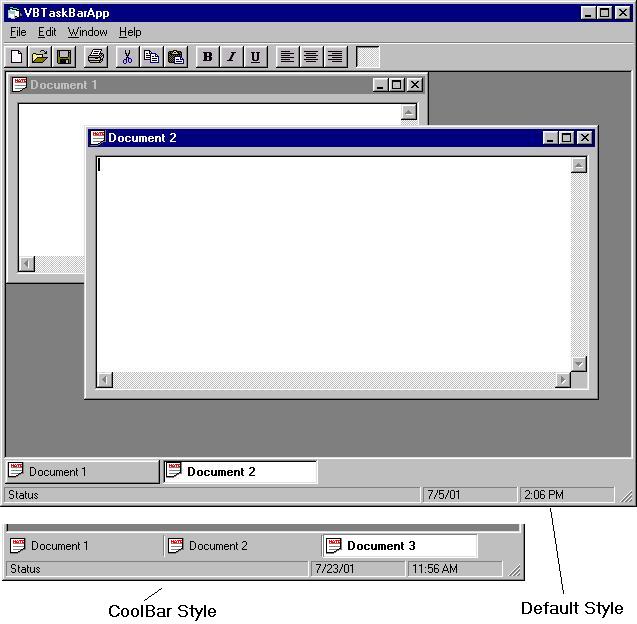 VBTaskBarApp
File Edit Window Help
B I U
Document 1
Document 2
Document 1 Document 2
Status 7/5/01 2:06 PM
Document 1 Document 2 Document 3
Status 7/23/01 11:56 AM
CoolBar Style
Default Style